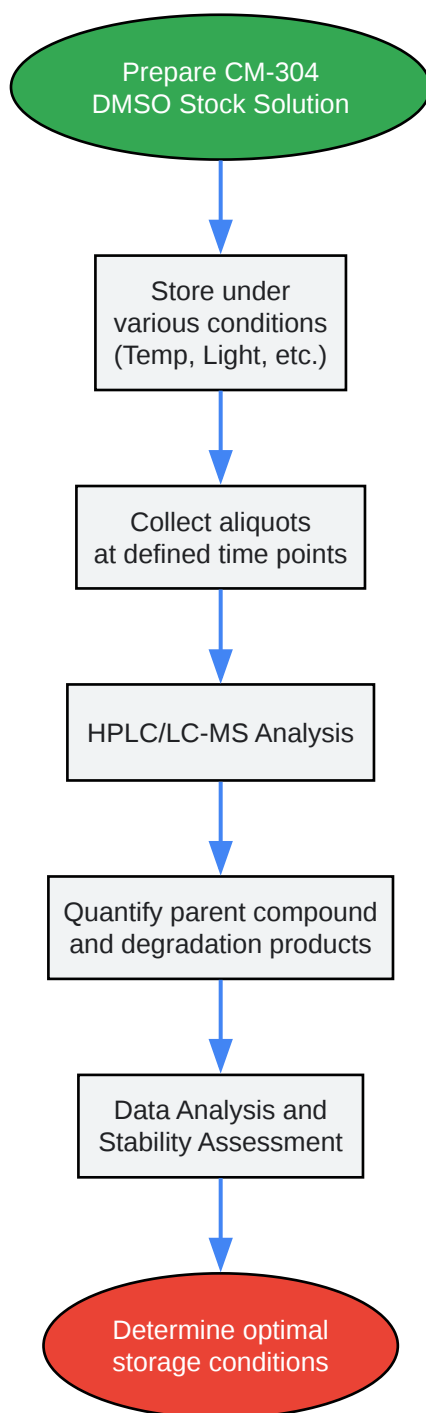 Prepare CM-304
DMSO Stock Solution
Store under
various conditions
(Temp, Light, etc.)
Collect aliquots
at defined time points
HPLC/LC-MS Analysis
Quantify parent compound
and degradation products
Data Analysis and
Stability Assessment
Determine optimal
storage conditions